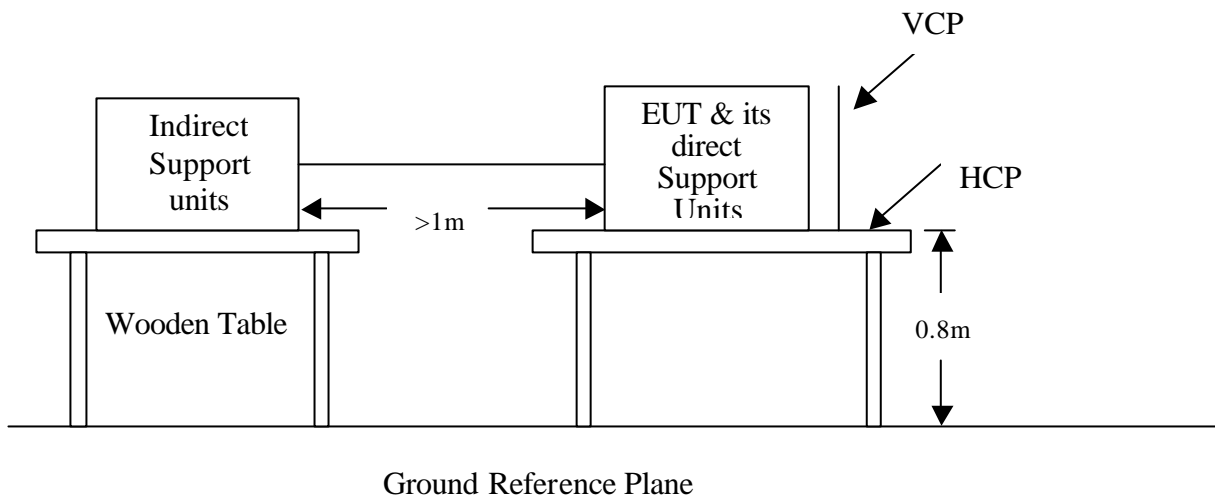 VCP
Indirect
Support
units
EUT & its
direct
Support
Units
HCP
>1m
Wooden Table
0.8m
Ground Reference Plane